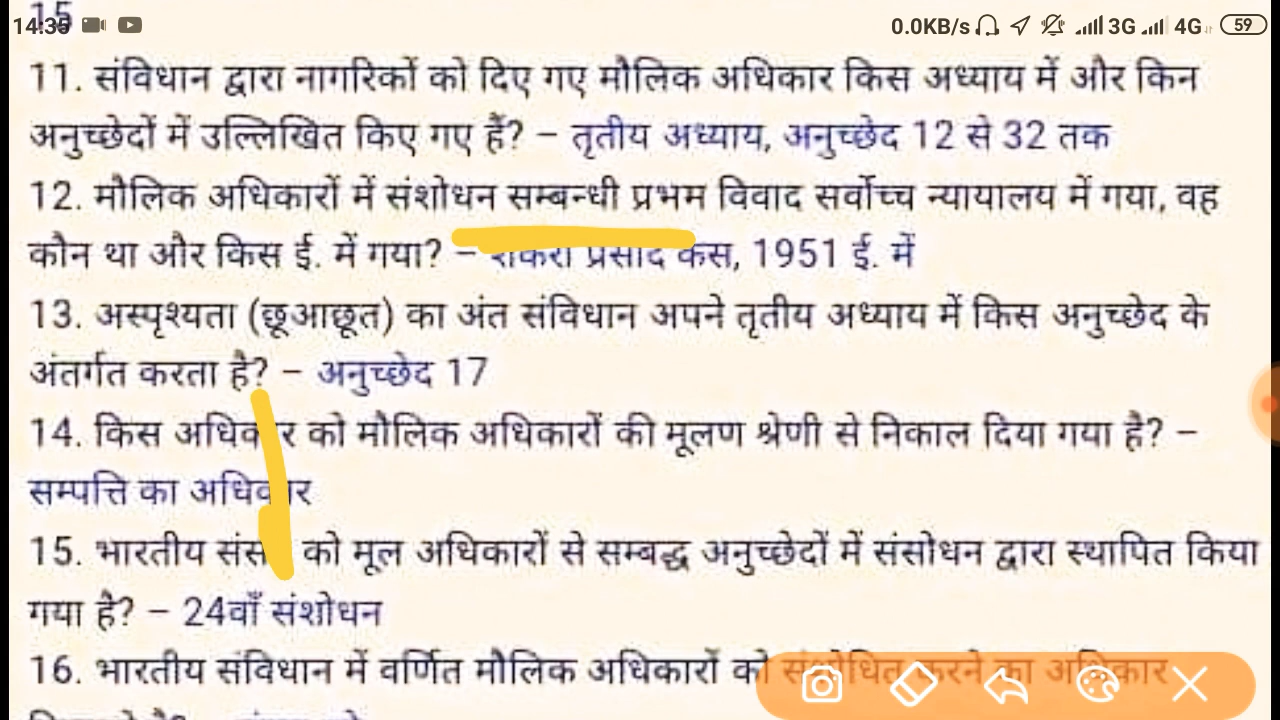 15
14:35 0.0KB/s 3G 4G 59
11. संविधान द्वारा नागरिकों को दिए गए मौलिक अधिकार किस अध्याय में और किन
अनुच्छेदों में उल्लिखित किए गए हैं? – तृतीय अध्याय, अनुच्छेद 12 से 32 तक
12. मौलिक अधिकारों में संशोधन सम्बन्धी प्रभम विवाद सर्वोच्च न्यायालय में गया, वह
कौन था और किस ई. में गया? – प्रसाद केस, 1951 ई. में
13. अस्पृश्यता (छूआछूत) का अंत संविधान अपने तृतीय अध्याय में किस अनुच्छेद के
अंतर्गत करता है? – अनुच्छेद 17
14. किस अधिकार को मौलिक अधिकारों की मूलण श्रेणी से निकाल दिया गया है? –
सम्पत्ति का अधिकार
15. भारतीय को मूल अधिकारों से सम्बद्ध अनुच्छेदों में संसोधन द्वारा स्थापित किया
गया है? – 24वाँ संशोधन
16. भारतीय संविधान में वर्णित मौलिक अधिकारों को संशोधित करने का अधिकार